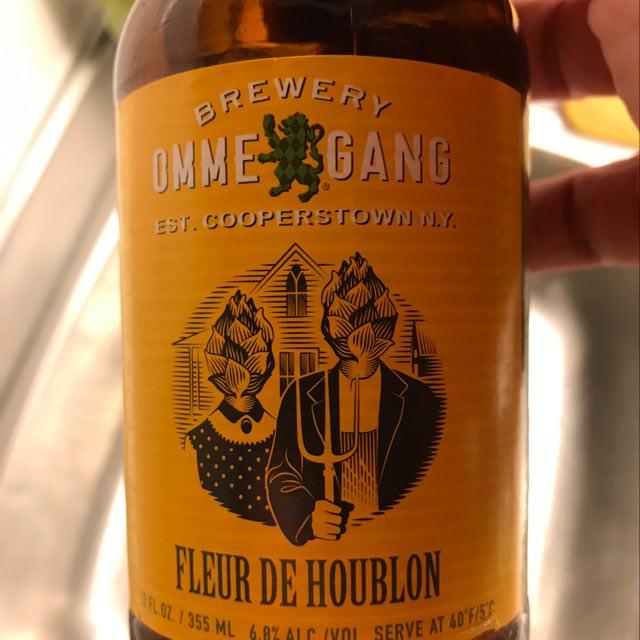 BREWERY
OMME GANG ®
EST. COOPERSTOWN N.Y.
FLEUR DE HOUBLON
12 FL.OZ. / 355 ML 6.8% ALC /VOL SERVE AT 40°F/5°C